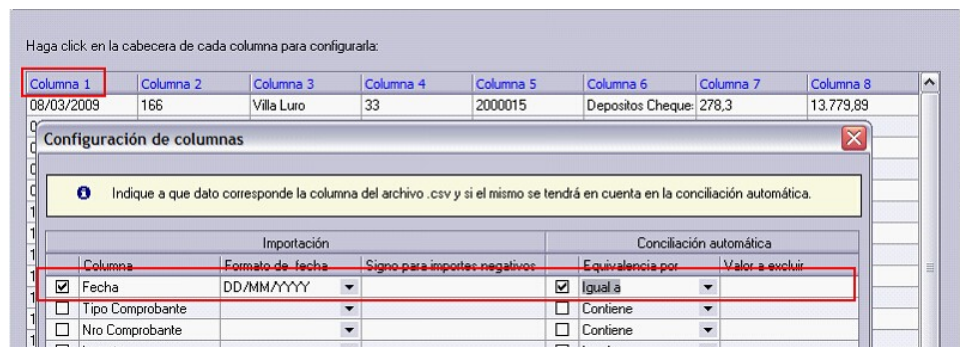 Haga click en la cabecera de cada columna para configurarla:
Columna 1 Columna 2 Columna 3 Columna 4 Columna 5 Columna 6 Columna 7 Columna 8
08/03/2009 166 Villa Luro 33 2000015 Depositos Cheque: 278,3 13.779,89
Configuración de columnas
Indique a que dato corresponde la columna del archivo .csv y si el mismo se tendrá en cuenta en la conciliación automática.
Importación Conciliación automática
Columna Formato de fecha Signo para importes negativos Equivalencia por Valor a excluir
Fecha DD/MM/YYYY Igual a
Tipo Comprobante Contiene
Nro Comprobante Contiene